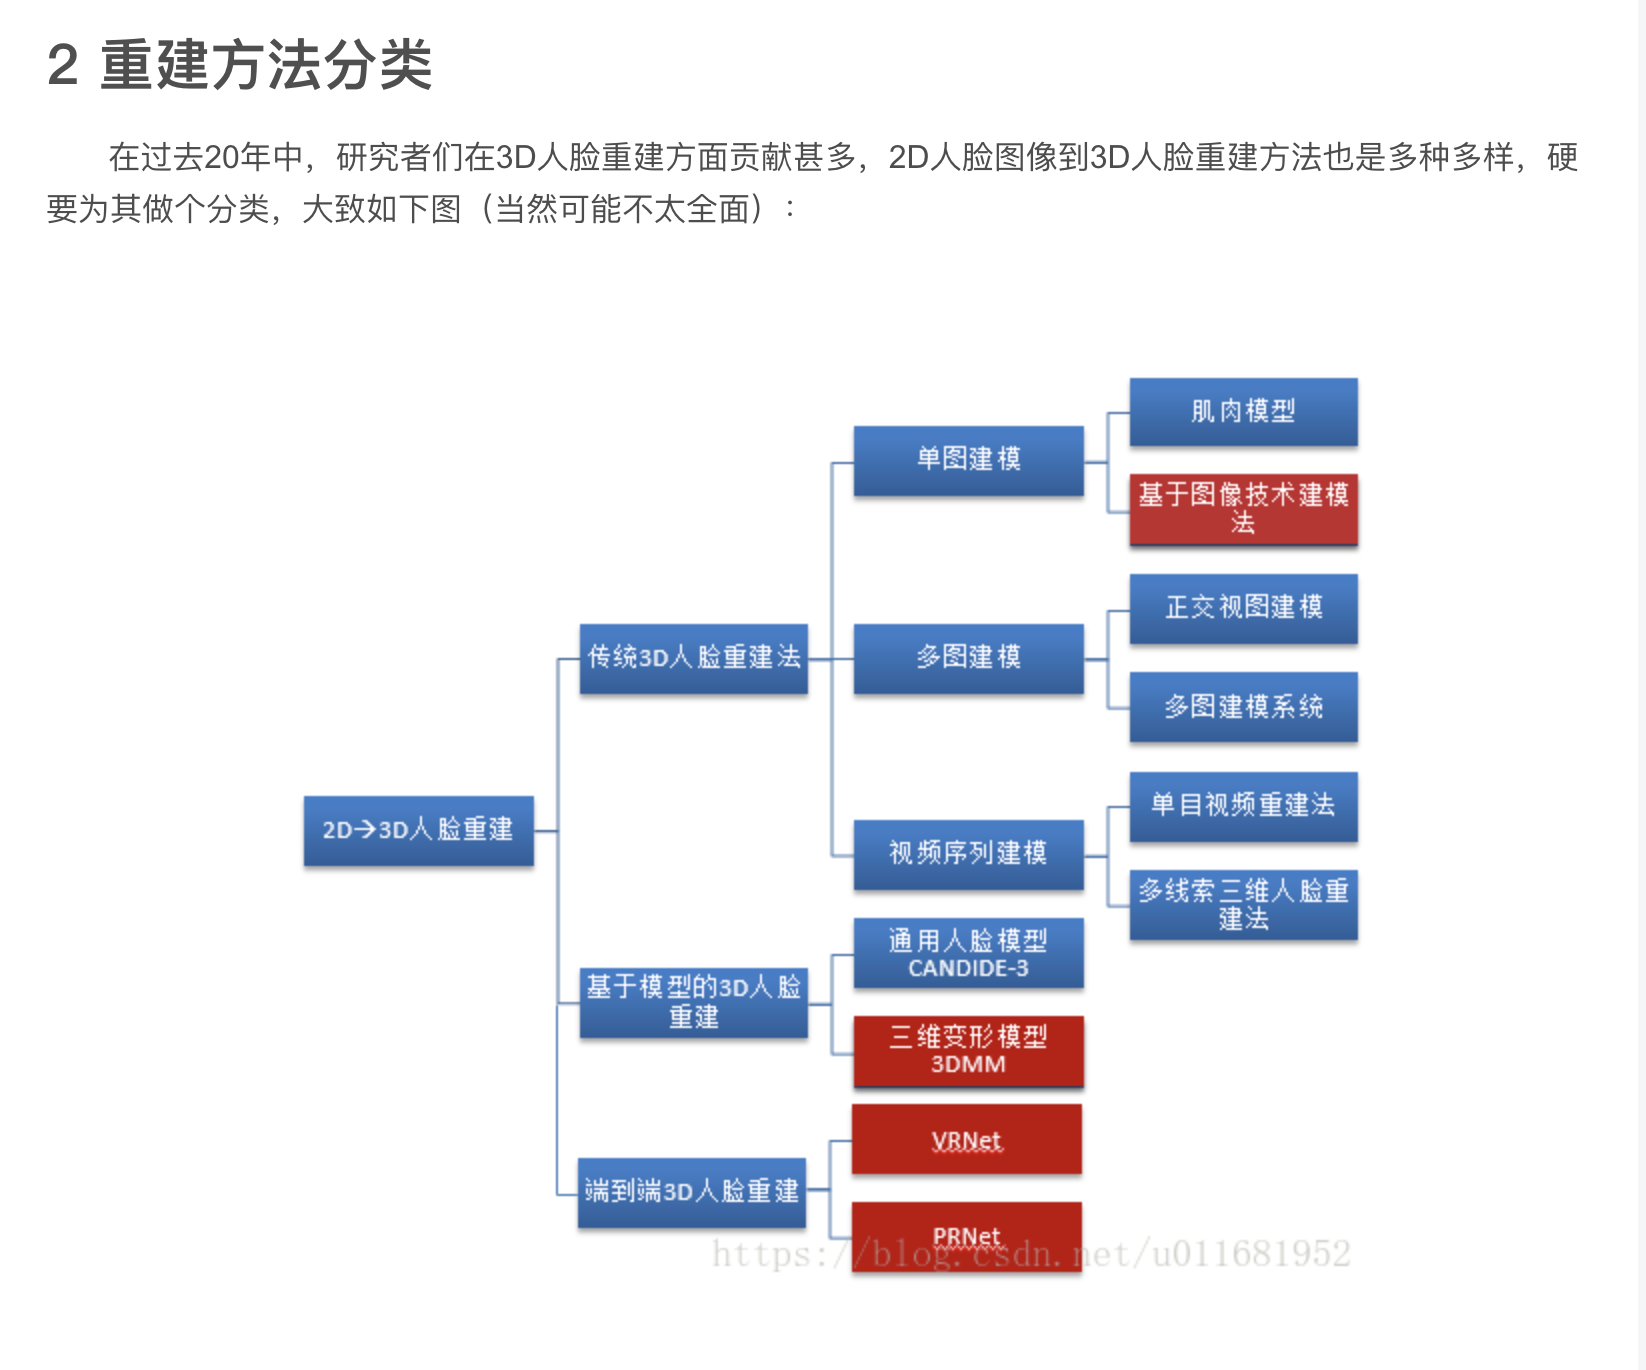 2 重建方法分类
在过去20年中，研究者们在3D人脸重建方面贡献甚多，2D人脸图像到3D人脸重建方法也是多种多样，硬
要为其做个分类，大致如下图（当然可能不太全面）：
肌肉模型
单图建模
基于图像技术建模
法
正交视图建模
传统3D人脸重建法
多图建模
多图建模系统
单目视频重建法
2D→3D人脸重建
视频序列建模
多线索三维人脸重
建法
通用人脸模型
CANDIDE-3
基于模型的3D人脸
重建
三维变形模型
3DMM
VRNet
端到端3D人脸重建
PRNet
https://blog.csdn.net/u011681952